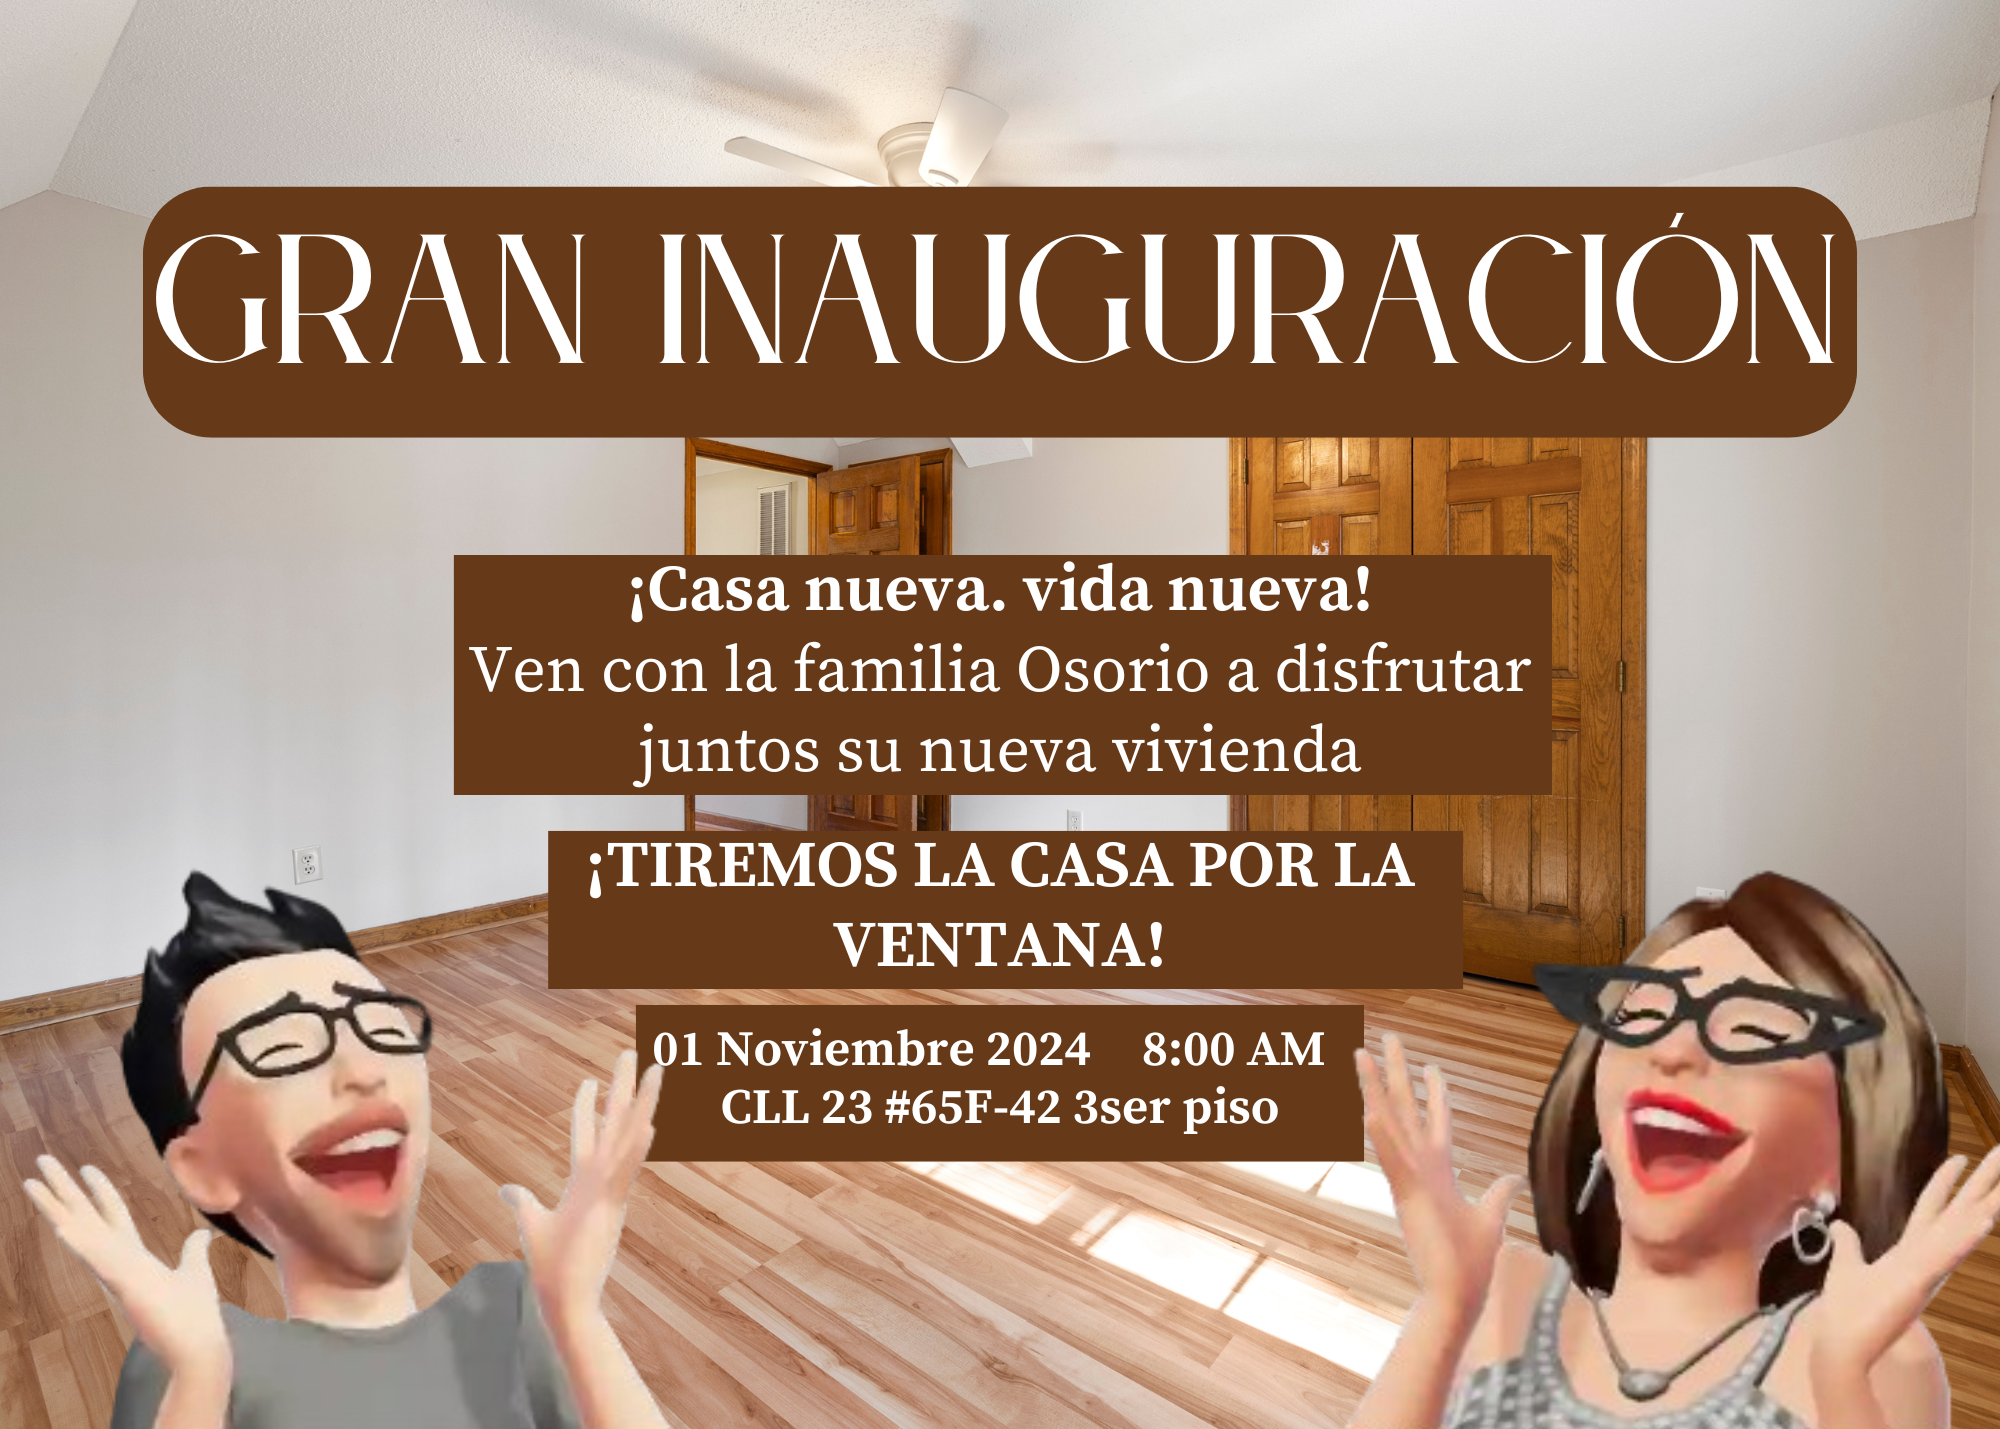 GRAN INAUGURACIÓN
¡Casa nueva. vida nueva!
Ven con la familia Osorio a disfrutar
juntos su nueva vivienda
¡TIREMOS LA CASA POR LA
VENTANA!
01 Noviembre 2024 8:00 AM
CLL 23 #65F-42 3ser piso